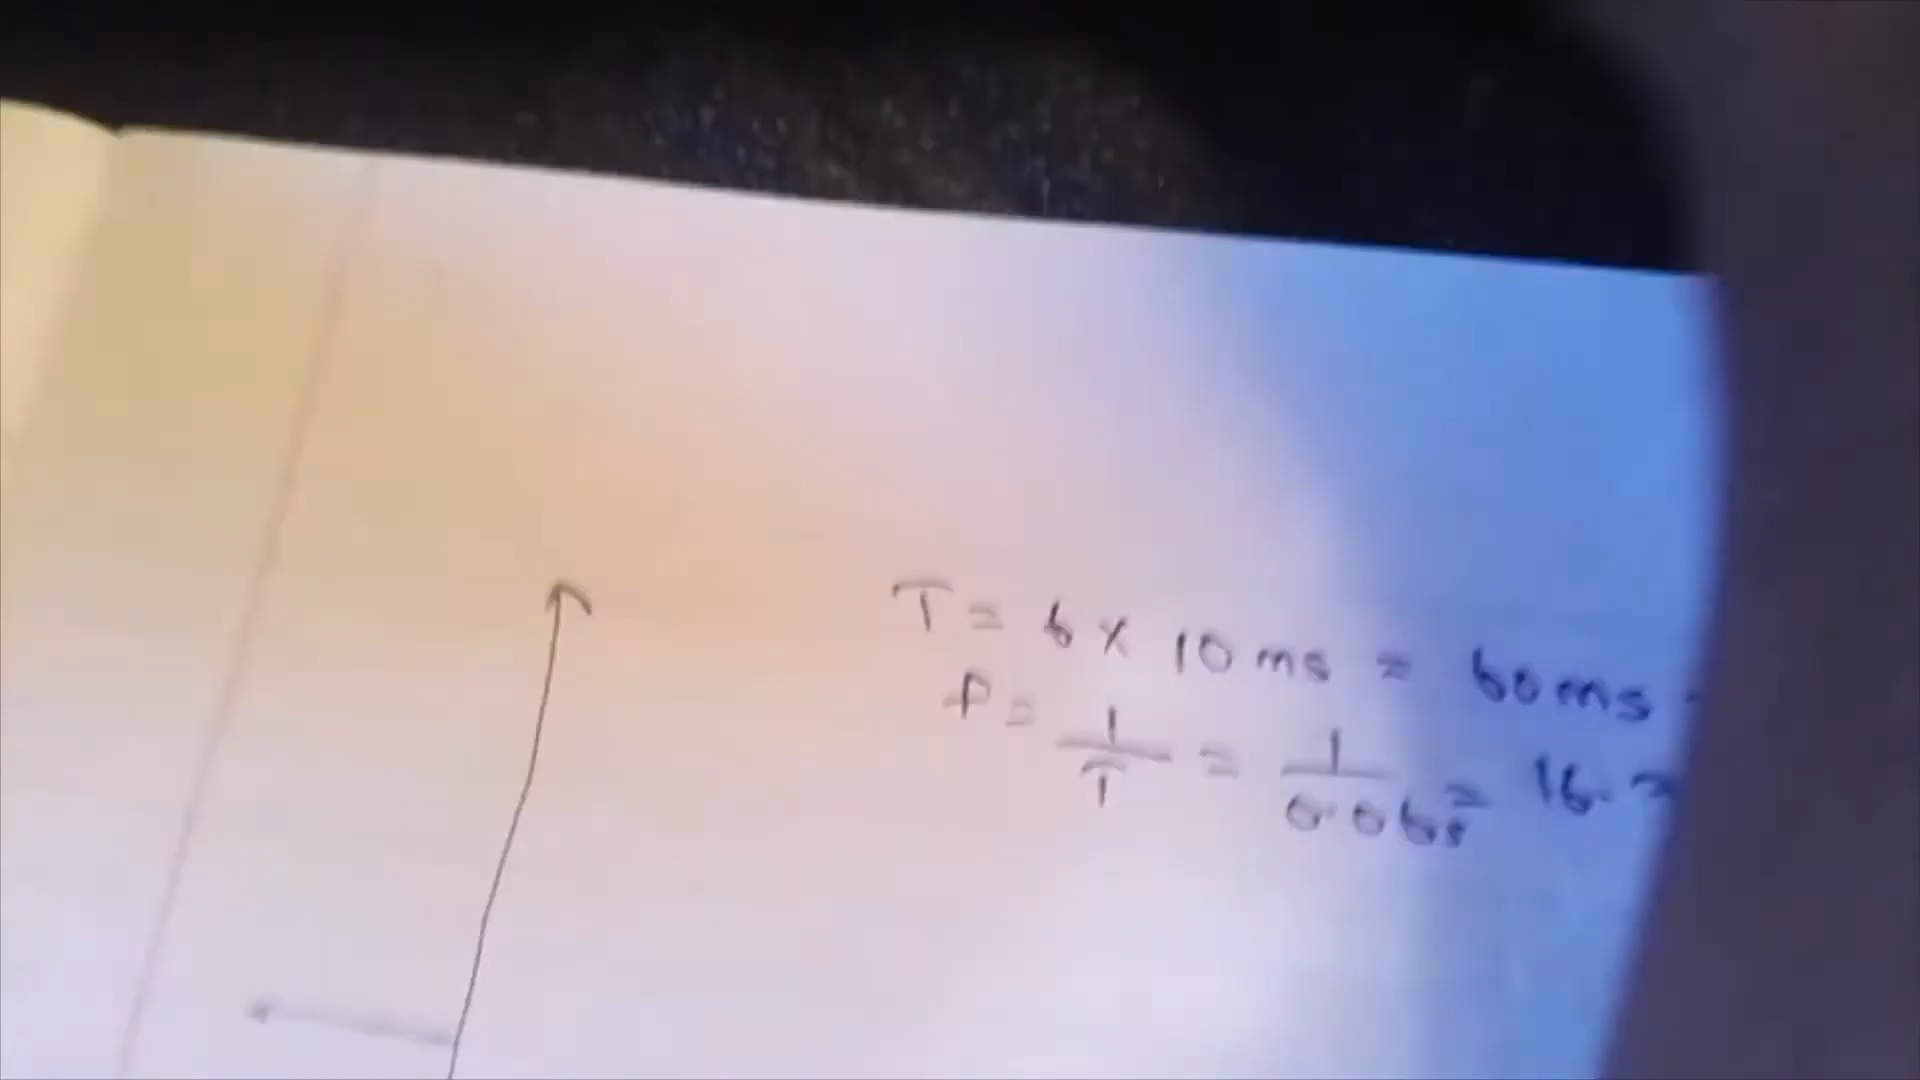 T = 6 x 10 ms = 60 ms
f = 1/T = 1/0.06s = 16.